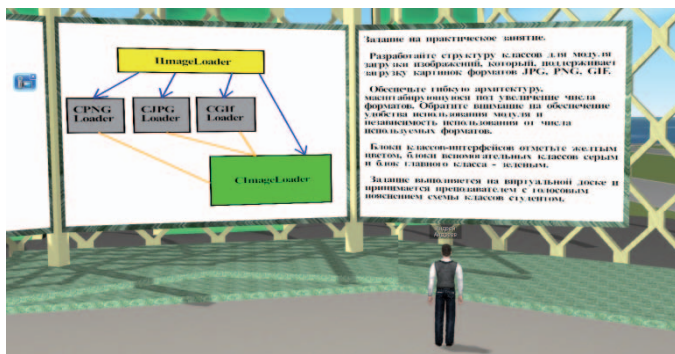 IImageLoader
CPNG
Loader
CJPG
Loader
CGIf
Loader
CImageLoader
Задание на практическое занятие.
Разработайте структуру классов для модуля
загрузки изображений, который, поддерживает
загрузку картинок форматов JPG, PNG, GIF.
Обеспечьте гибкую архитектуру,
масштабирующуюся под увеличение числа
форматов. Обратите внимание на обеспечение
удобства использования модуля и
независимость использования от числа
используемых форматов.
Блоки классов-интерфейсов отметьте желтым
цветом, блоки вспомогательных классов серым
и блок главного класса - зеленым.
Задание выполняется на виртуальной доске и
принимается преподавателем с голосовым
пояснением схемы классов студентом.